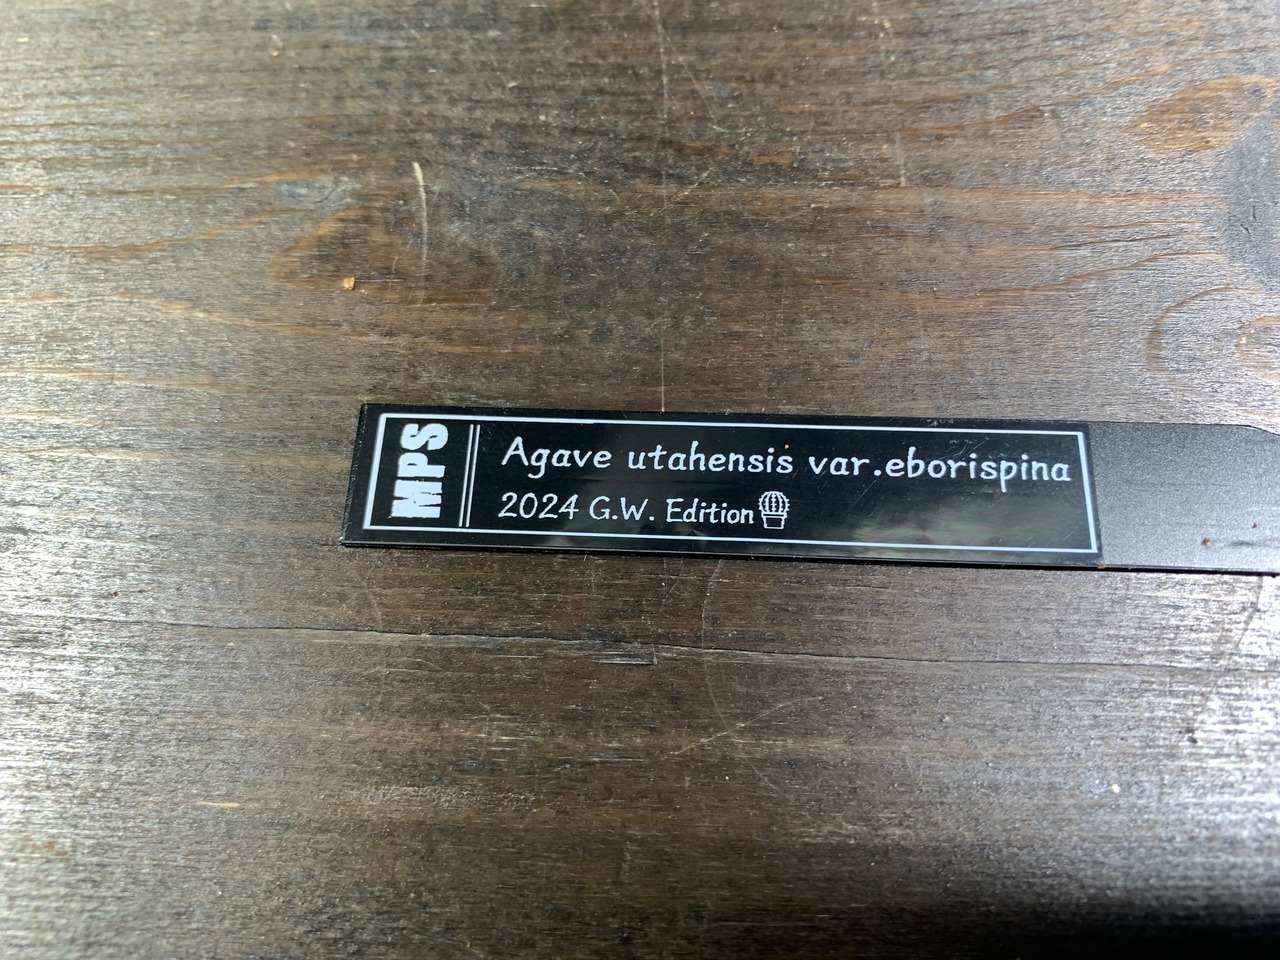 MPS
Agave utahensis var.eborispina
2024 G.W. Edition